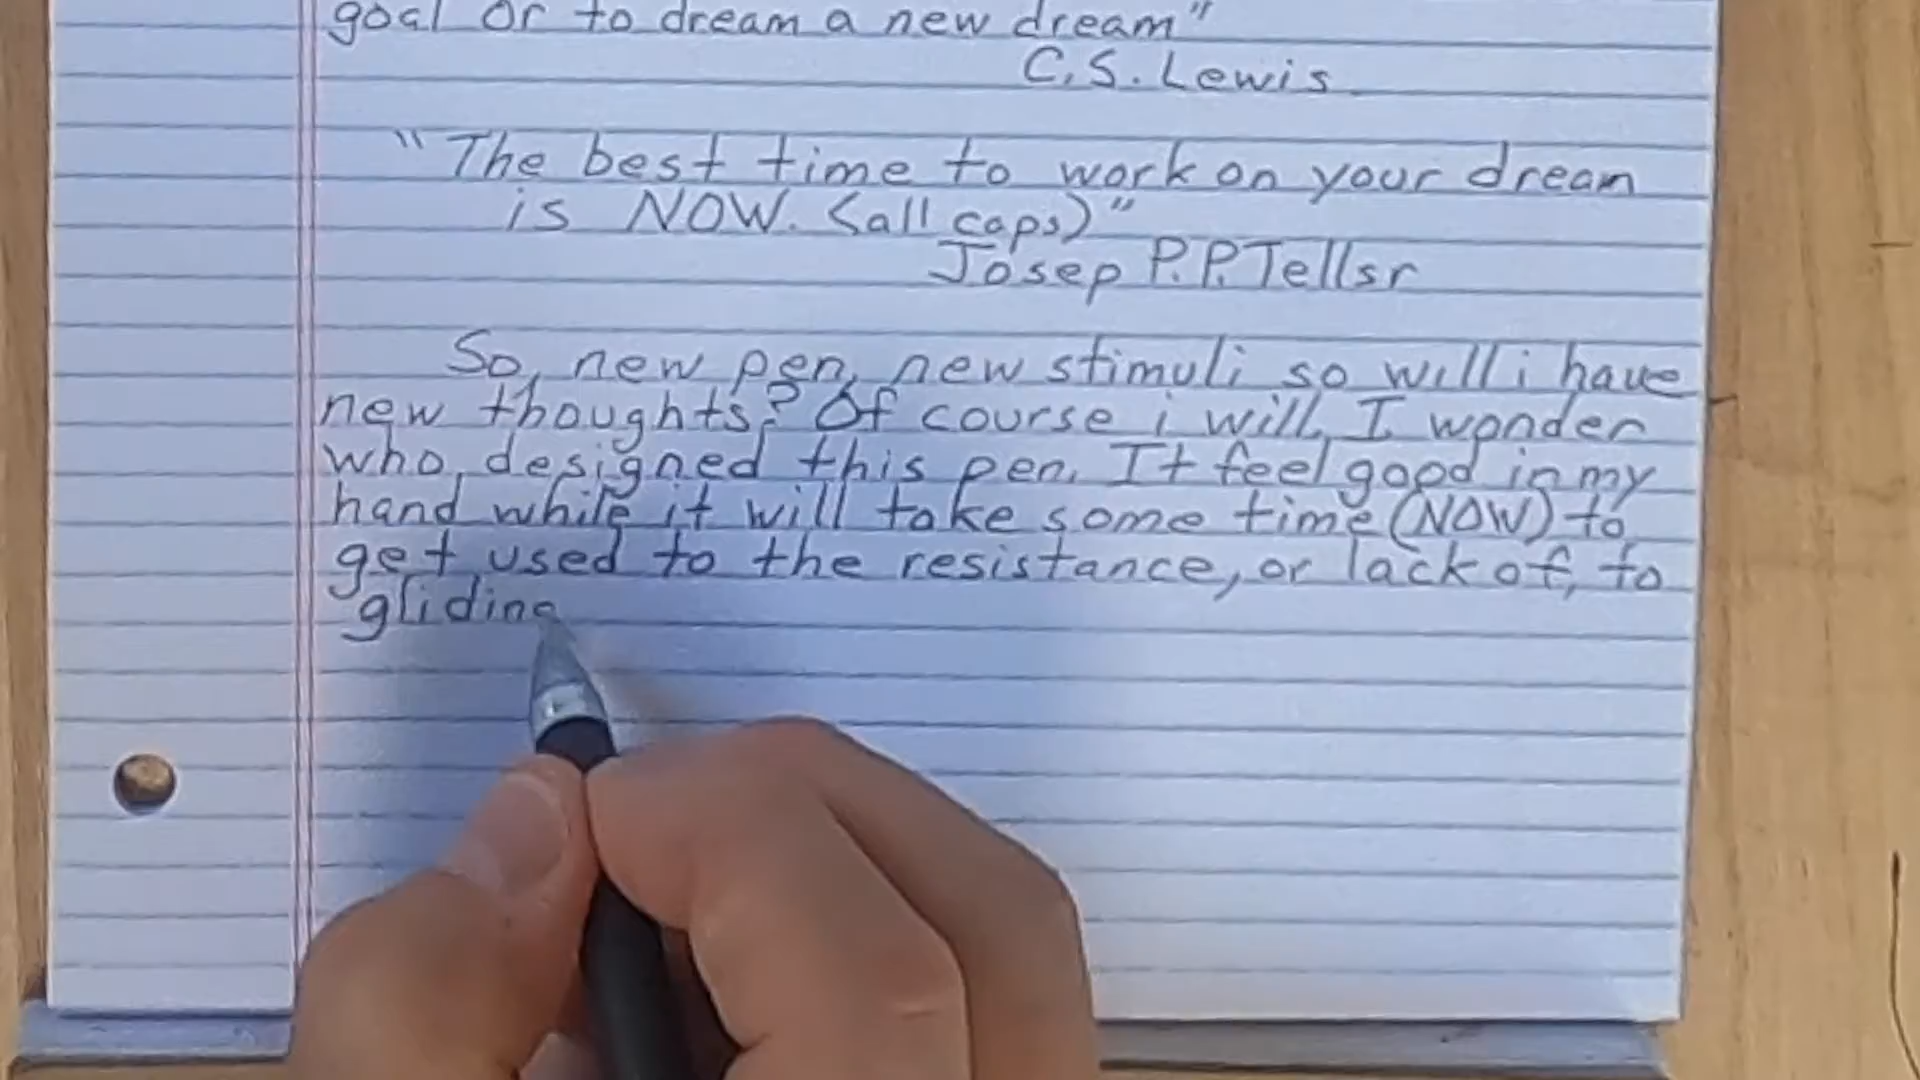 goal or to dream a new dream"
C.S. Lewis
"The best time to work on your dream
is NOW. (all caps)"
Josep P.P. Tellsr
So, new pen, new stimuli so will i have
new thoughts? Of course i will, I wonder
who designed this pen. It feel good in my
hand while it will take some time (NOW) to
get used to the resistance, or lack of, to
gliding